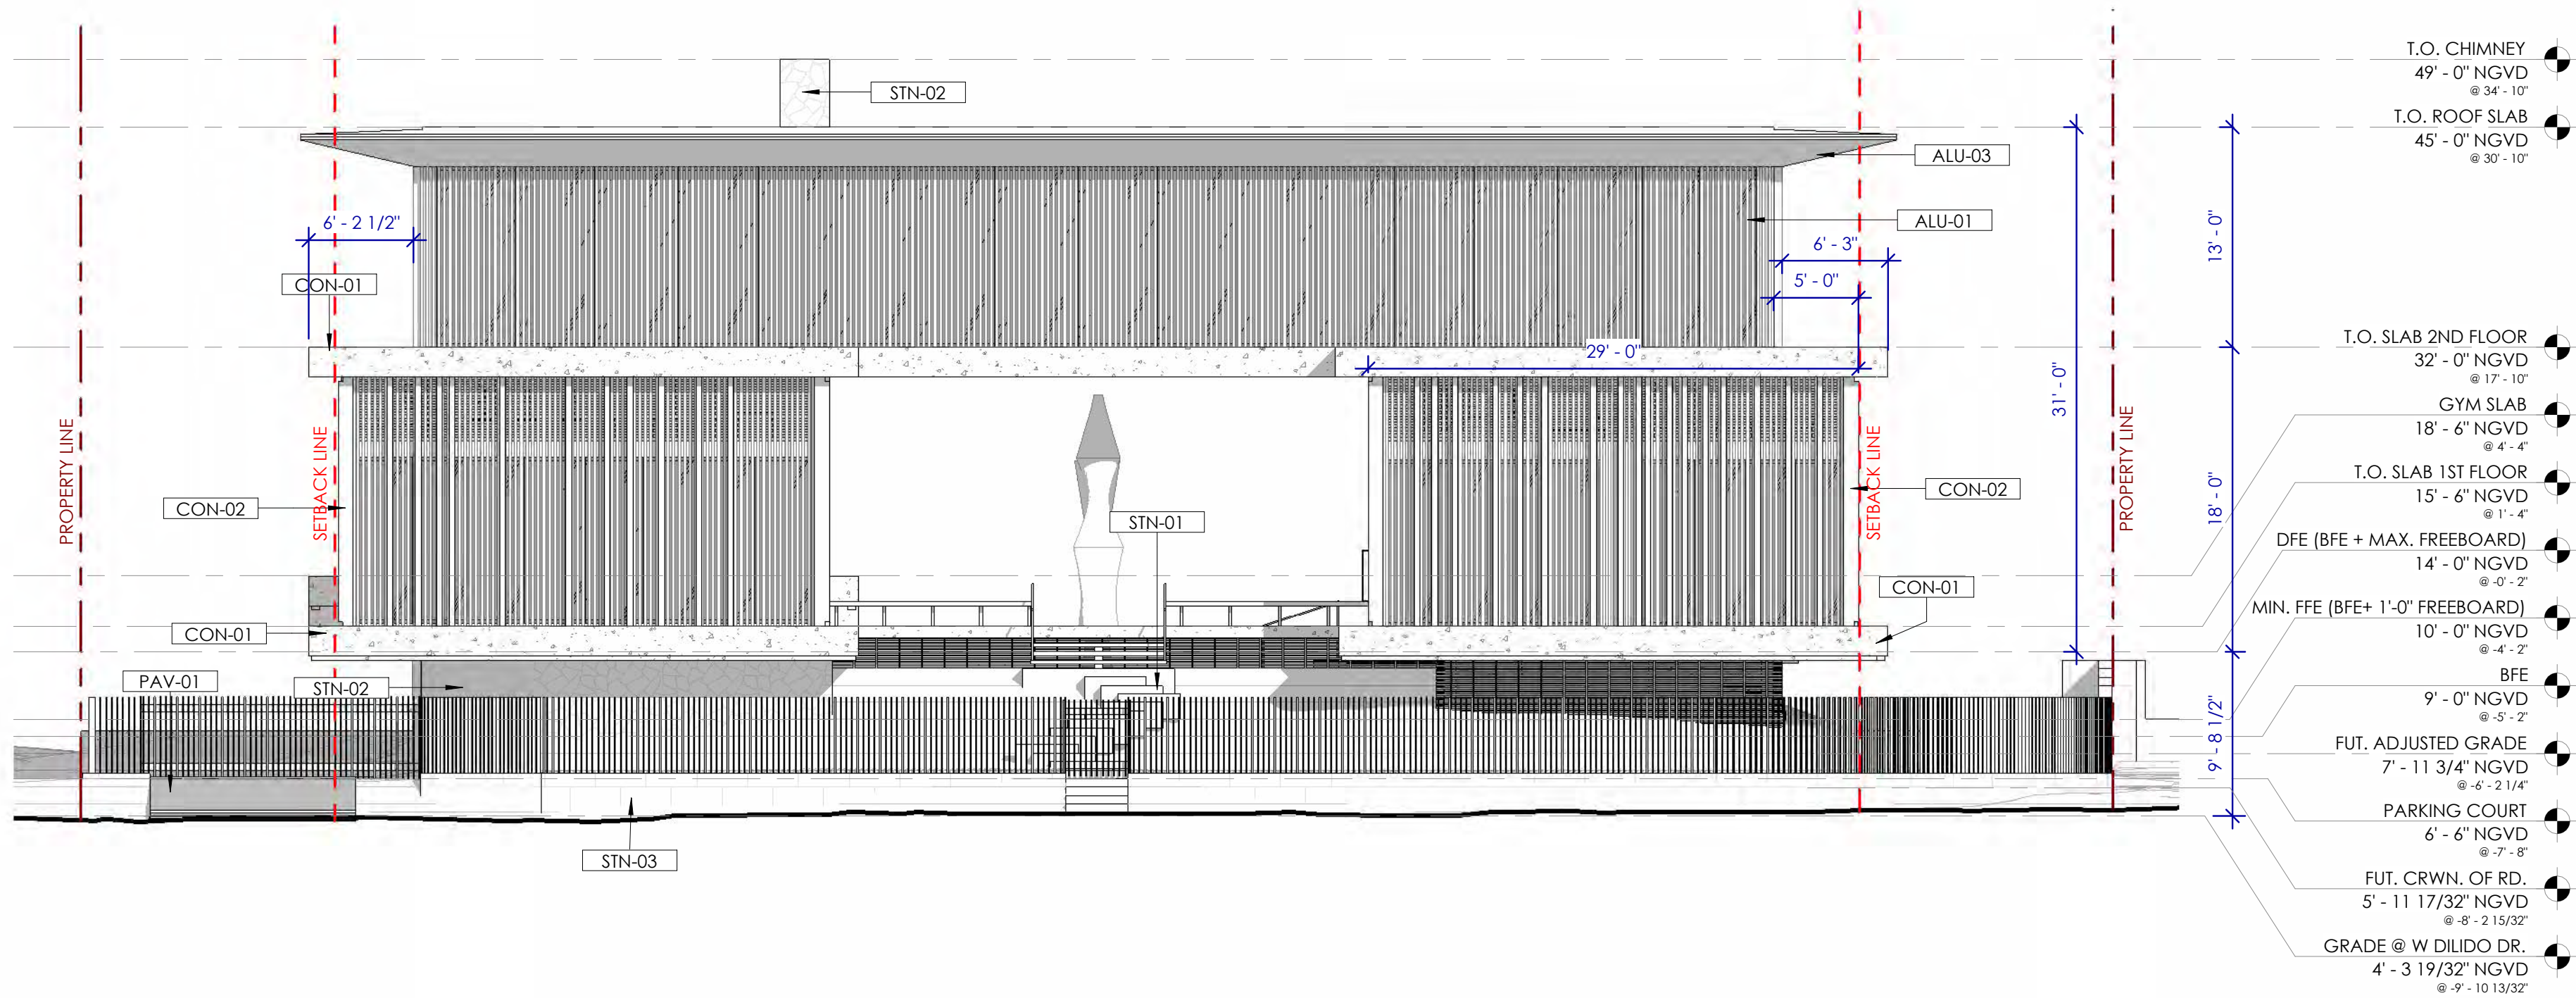 T.O. CHIMNEY
49' - 0" NGVD
@ 34' - 10"
STN-02
T.O. ROOF SLAB
45' - 0" NGVD
@ 30' - 10"
ALU-03
ALU-01
6' - 2 1/2"
6' - 3"
13' - 0"
CON-01
5' - 0"
T.O. SLAB 2ND FLOOR
32' - 0" NGVD
@ 17' - 10"
29' - 0"
31' - 0"
GYM SLAB
18' - 6" NGVD
@ 4' - 4"
PROPERTY LINE
SETBACK LINE
SETBACK LINE
PROPERTY LINE
T.O. SLAB 1ST FLOOR
15' - 6" NGVD
@ 1' - 4"
18' - 0"
CON-02
CON-02
STN-01
DFE (BFE + MAX. FREEBOARD)
14' - 0" NGVD
@ -0' - 2"
CON-01
MIN. FFE (BFE+ 1'-0" FREEBOARD)
10' - 0" NGVD
@ -4' - 2"
CON-01
PAV-01
STN-02
BFE
9' - 0" NGVD
@ -5' - 2"
9' - 8 1/2"
FUT. ADJUSTED GRADE
7' - 11 3/4" NGVD
@ -6' - 2 1/4"
PARKING COURT
6' - 6" NGVD
@ -7' - 8"
STN-03
FUT. CRWN. OF RD.
5' - 11 17/32" NGVD
@ -8' - 2 15/32"
GRADE @ W DILIDO DR.
4' - 3 19/32" NGVD
@ -9' - 10 13/32"